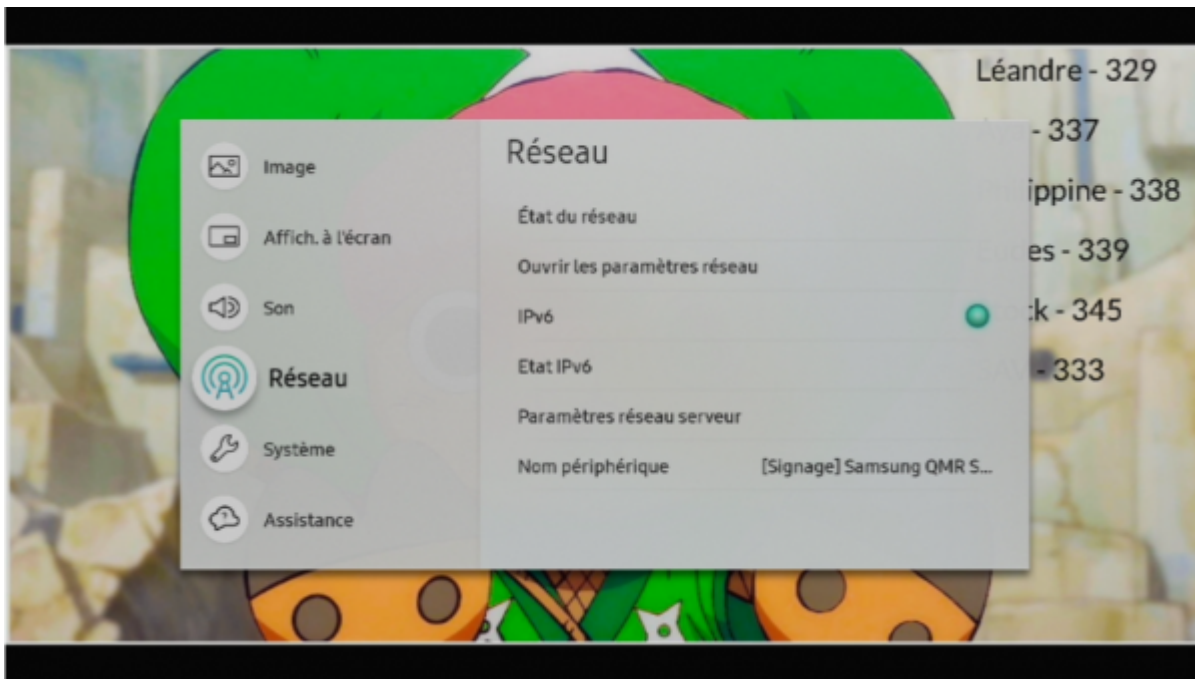 Image
Affich. à l'écran
Son
Réseau
Système
Assistance
Réseau
État du réseau
Ouvrir les paramètres réseau
IPv6
Etat IPv6
Paramètres réseau serveur
Nom périphérique [Signage] Samsung QMR S...
Léandre - 329
- 337
ippine - 338
es - 339
k - 345
- 333